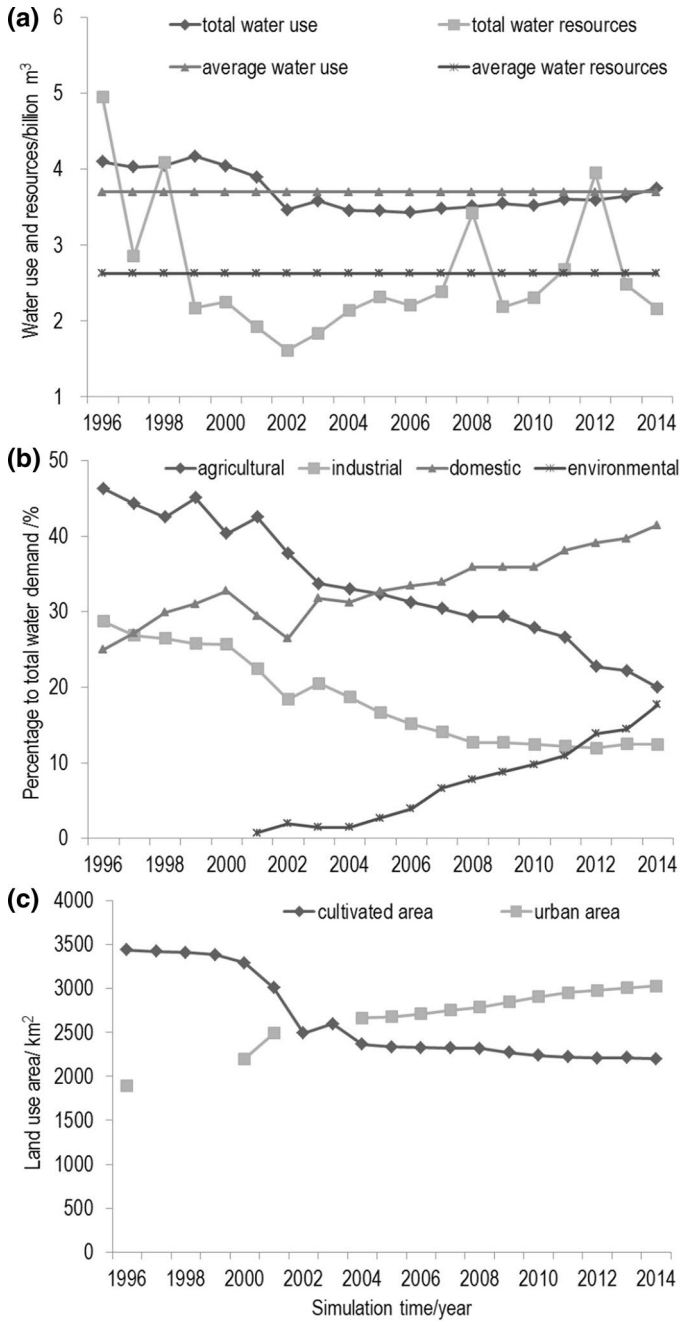 (a)
6
5
4
3
2
1
Water use and resources/billion m³
total water use
total water resources
average water use
average water resources
1996 1998 2000 2002 2004 2006 2008 2010 2012 2014
(b)
50
40
30
20
10
0
Percentage to total water demand /%
agricultural
industrial
domestic
environmental
1996 1998 2000 2002 2004 2006 2008 2010 2012 2014
(c)
4000
3500
3000
2500
2000
1500
1000
500
0
Land use area/ km²
cultivated area
urban area
1996 1998 2000 2002 2004 2006 2008 2010 2012 2014
Simulation time/year